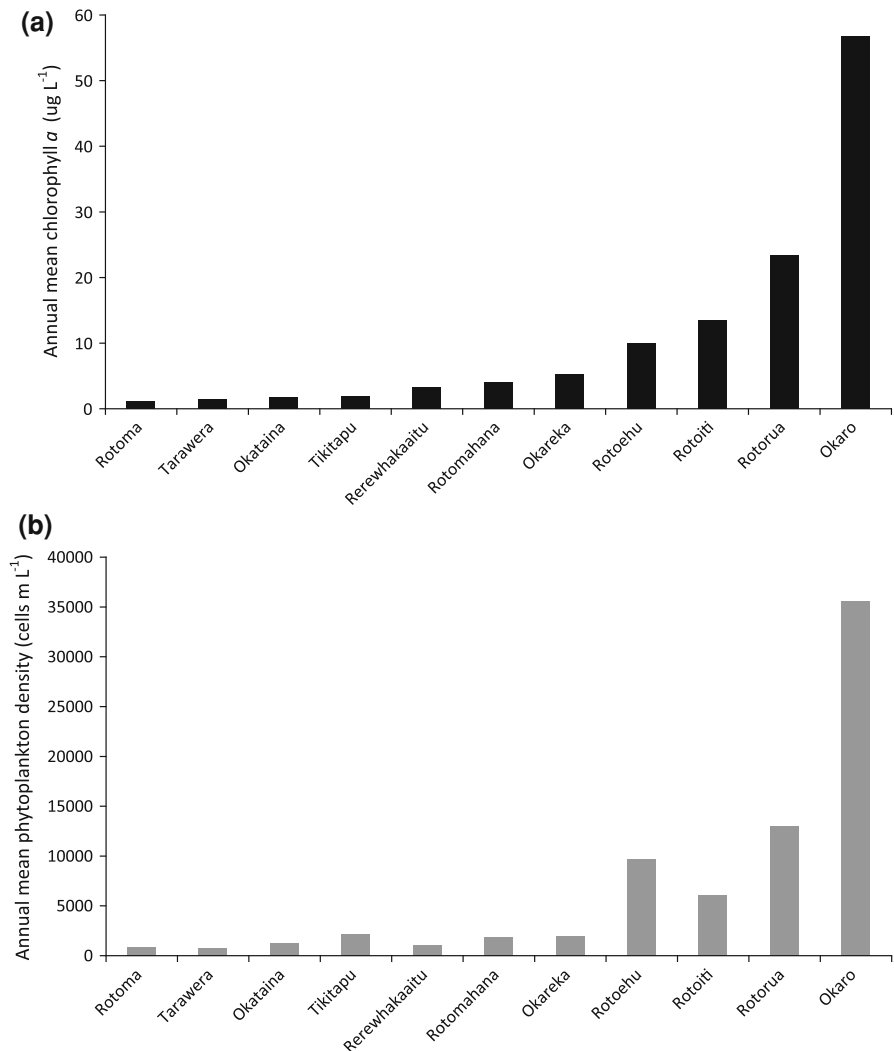 (a)
Annual mean chlorophyll a (ug L-1)
60
50
40
30
20
10
0
Rotoma
Tarawera
Okataina
Tikitapu
Rerewhakaaitu
Rotomahana
Okareka
Rotoehu
Rotoiti
Rotorua
Okaro
(b)
Annual mean phytoplankton density (cells m L-1)
40000
35000
30000
25000
20000
15000
10000
5000
0
Rotoma
Tarawera
Okataina
Tikitapu
Rerewhakaaitu
Rotomahana
Okareka
Rotoehu
Rotoiti
Rotorua
Okaro